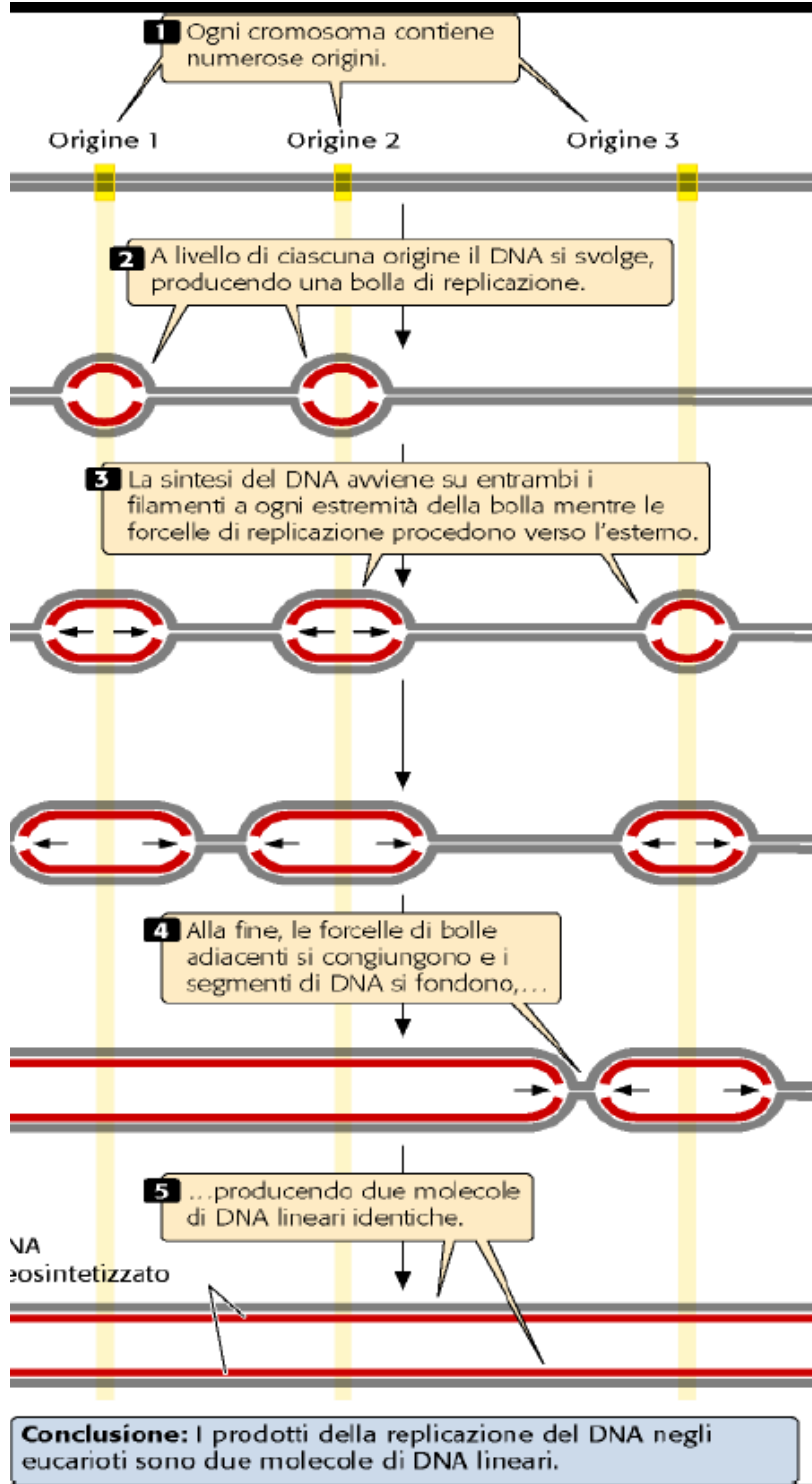 1 Ogni cromosoma contiene
numerose origini.
Origine 1 Origine 2 Origine 3
2 A livello di ciascuna origine il DNA si svolge,
producendo una bolla di replicazione.
3 La sintesi del DNA avviene su entrambi i
filamenti a ogni estremità della bolla mentre le
forcelle di replicazione procedono verso l'esterno.
4 Alla fine, le forcelle di bolle
adiacenti si congiungono e i
segmenti di DNA si fondono,...
5 ...producendo due molecole
di DNA lineari identiche.
NA
eosintetizzato
Conclusione: I prodotti della replicazione del DNA negli
eucarioti sono due molecole di DNA lineari.